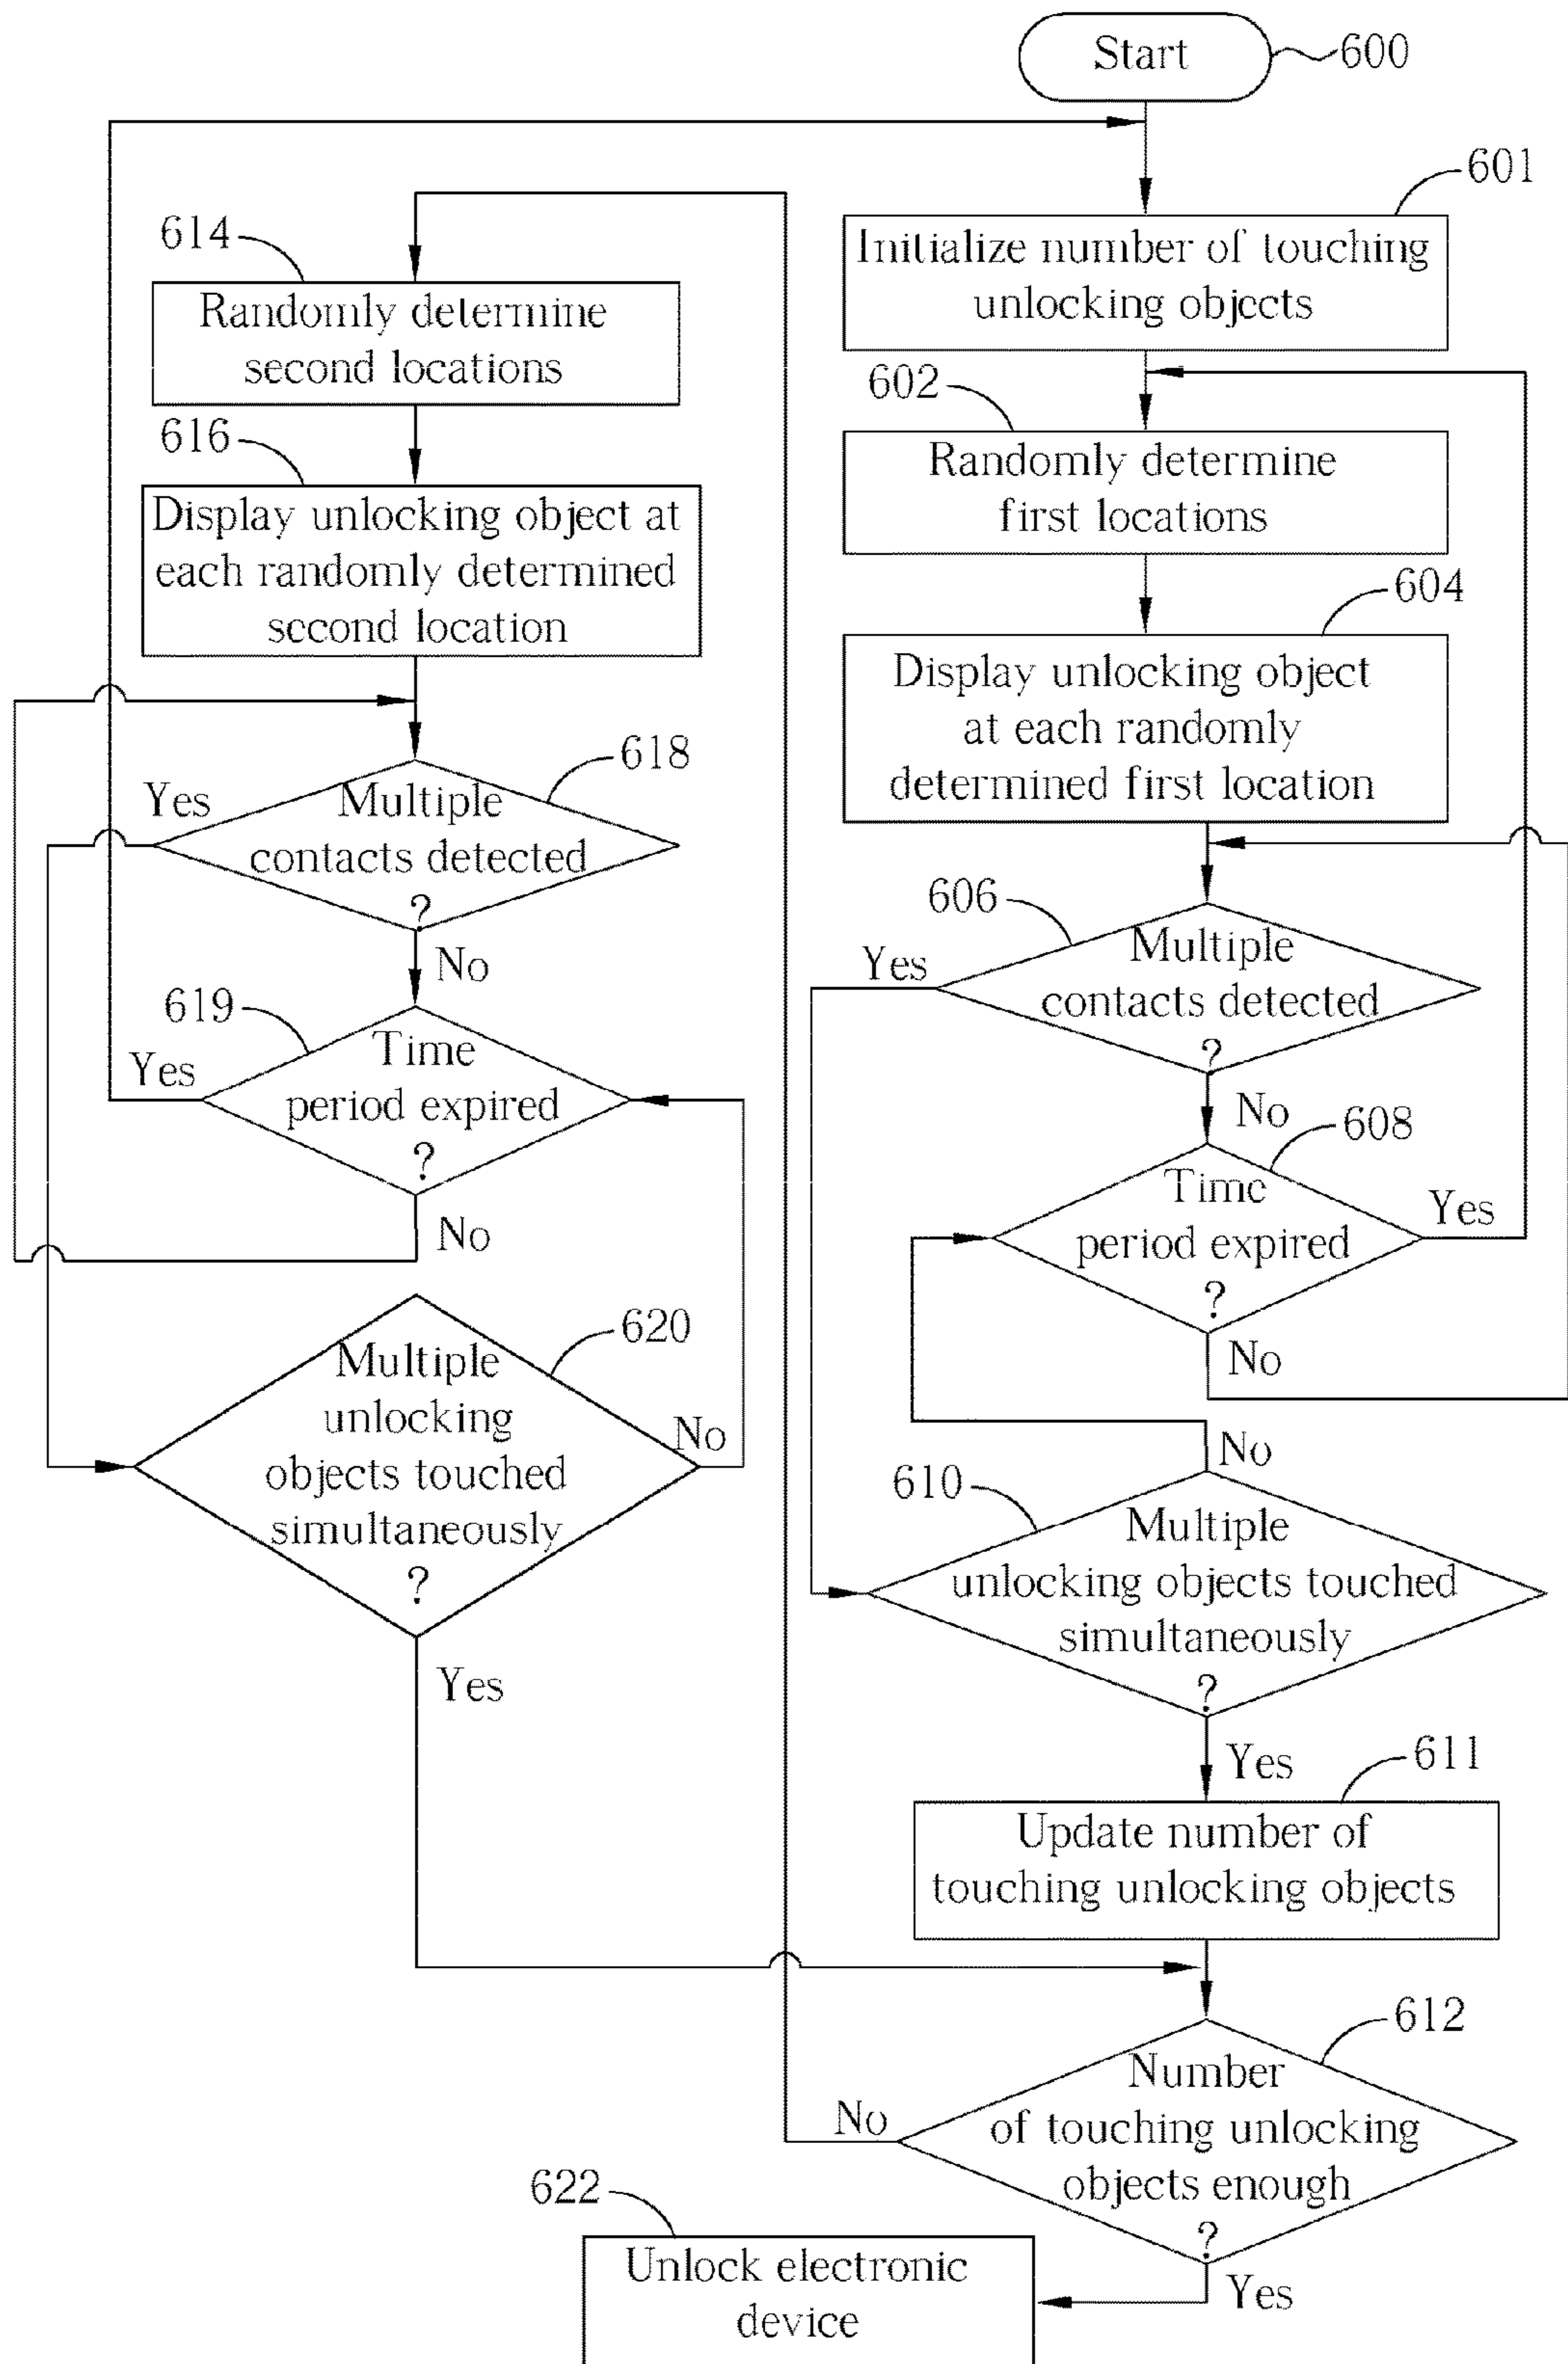 Start
600
601
Initialize number of touching
unlocking objects
602
Randomly determine
first locations
604
Display unlocking object
at each randomly
determined first location
606
Multiple
contacts detected
?
Yes
No
608
Time
period expired
?
Yes
No
No
610
Multiple
unlocking objects touched
simultaneously
?
Yes
611
Update number of
touching unlocking objects
612
Number
of touching unlocking
objects enough
?
No
Yes
614
Randomly determine
second locations
616
Display unlocking object at
each randomly determined
second location
618
Multiple
contacts detected
?
Yes
No
619
Time
period expired
?
Yes
No
620
Multiple
unlocking
objects touched
simultaneously
?
No
Yes
622
Unlock electronic
device